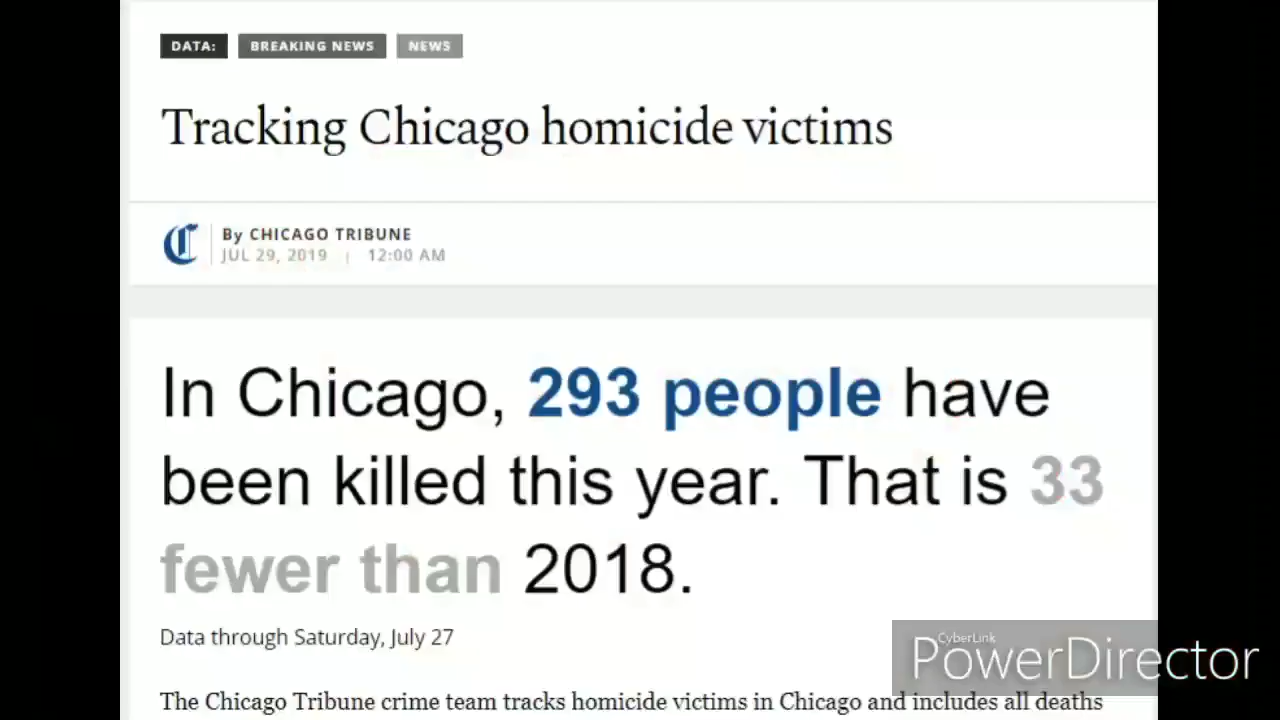 DATA: BREAKING NEWS NEWS
Tracking Chicago homicide victims
By CHICAGO TRIBUNE
JUL 29, 2019 | 12:00 AM
In Chicago, 293 people have
been killed this year. That is 33
fewer than 2018.
Data through Saturday, July 27
CyberLink
PowerDirector
The Chicago Tribune crime team tracks homicide victims in Chicago and includes all deaths